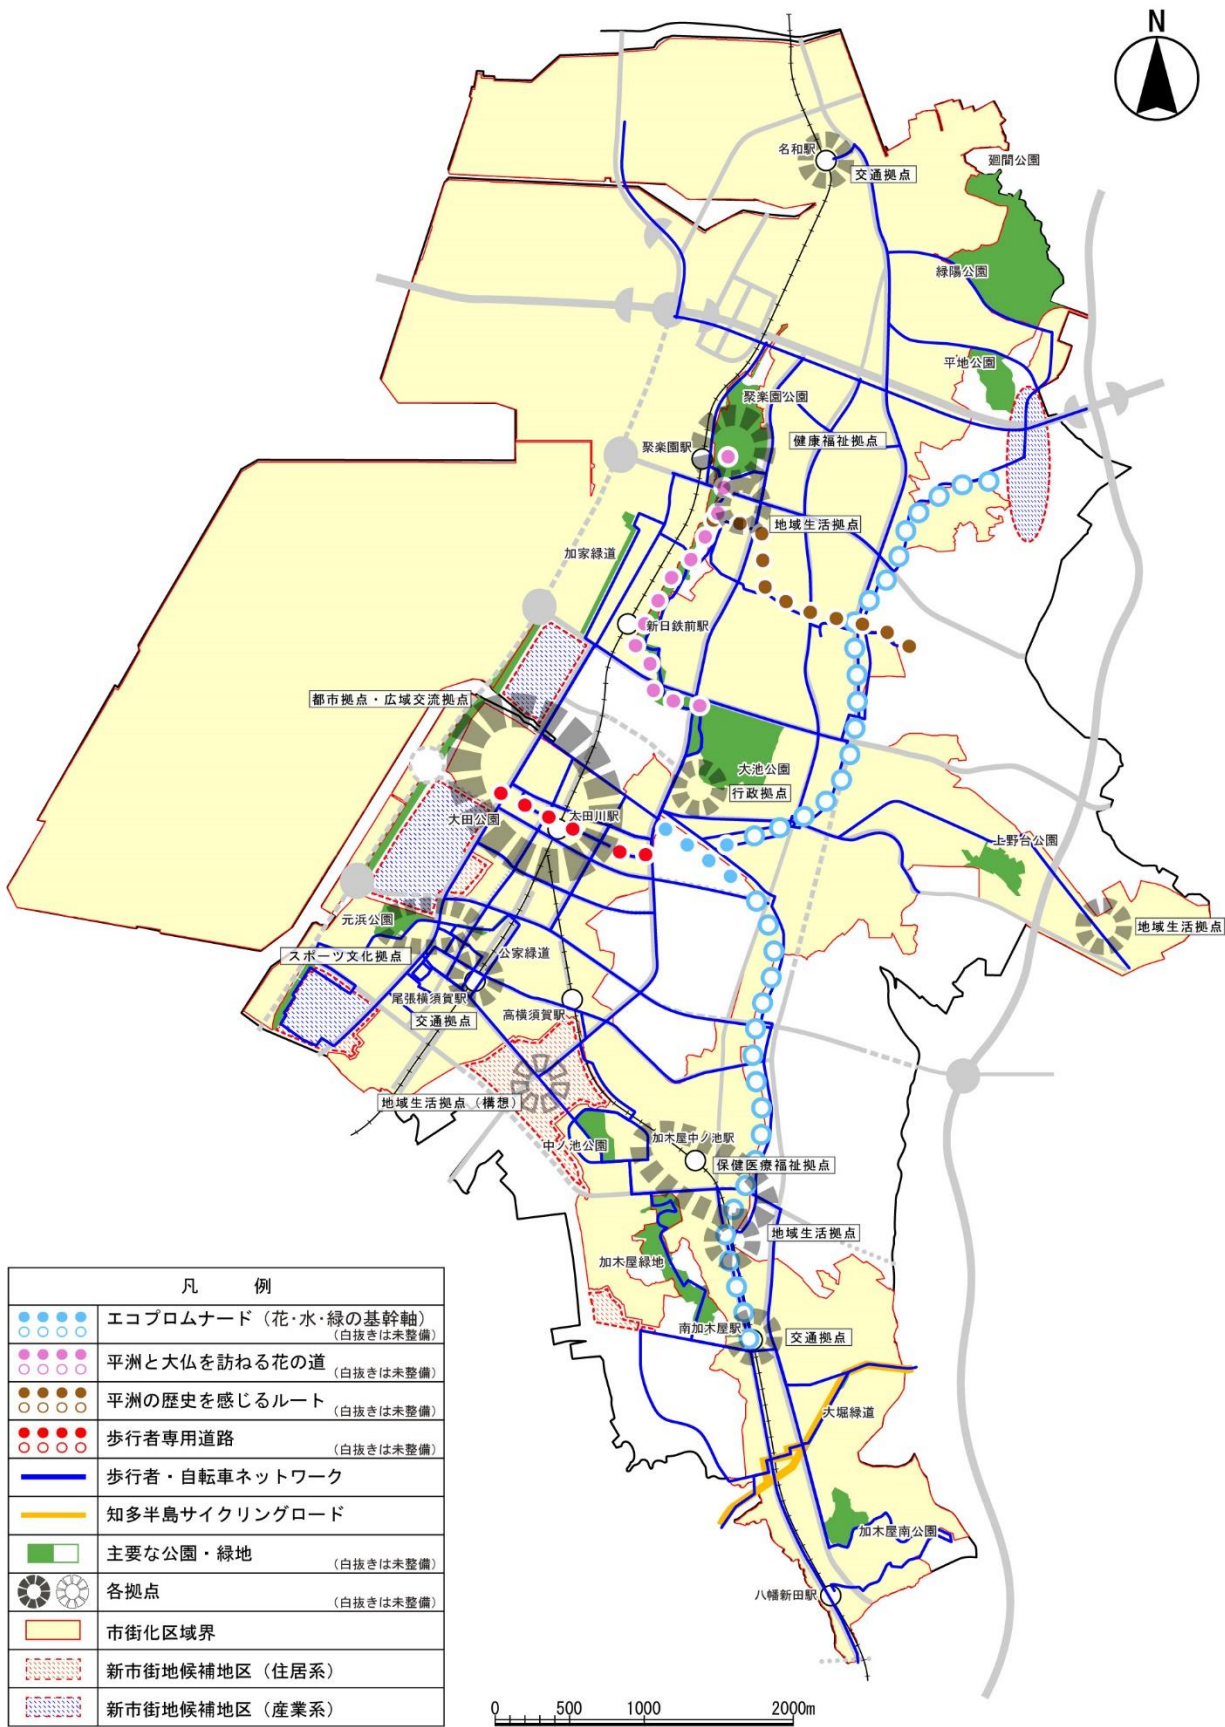 N
名和駅
交通拠点
廻間公園
緑陽公園
平地公園
聚楽園公園
聚楽園駅
健康福祉拠点
地域生活拠点
加家緑道
新日鉄前駅
都市拠点・広域交流拠点
大池公園
行政拠点
大田公園
太田川駅
上野台公園
地域生活拠点
元浜公園
スポーツ文化拠点
公家緑道
尾張横須賀駅
高横須賀駅
交通拠点
地域生活拠点（構想）
中ノ池公園
加木屋中ノ池駅
保健医療福祉拠点
地域生活拠点
加木屋緑地
南加木屋駅
交通拠点
大堀緑道
加木屋南公園
八幡新田駅
凡 例
エコプロムナード（花・水・緑の基幹軸）
（白抜きは未整備）
平洲と大仏を訪ねる花の道
（白抜きは未整備）
平洲の歴史を感じるルート
（白抜きは未整備）
歩行者専用道路
（白抜きは未整備）
歩行者・自転車ネットワーク
知多半島サイクリングロード
主要な公園・緑地
（白抜きは未整備）
各拠点
（白抜きは未整備）
市街化区域界
新市街地候補地区（住居系）
新市街地候補地区（産業系）
0 500 1000 2000m